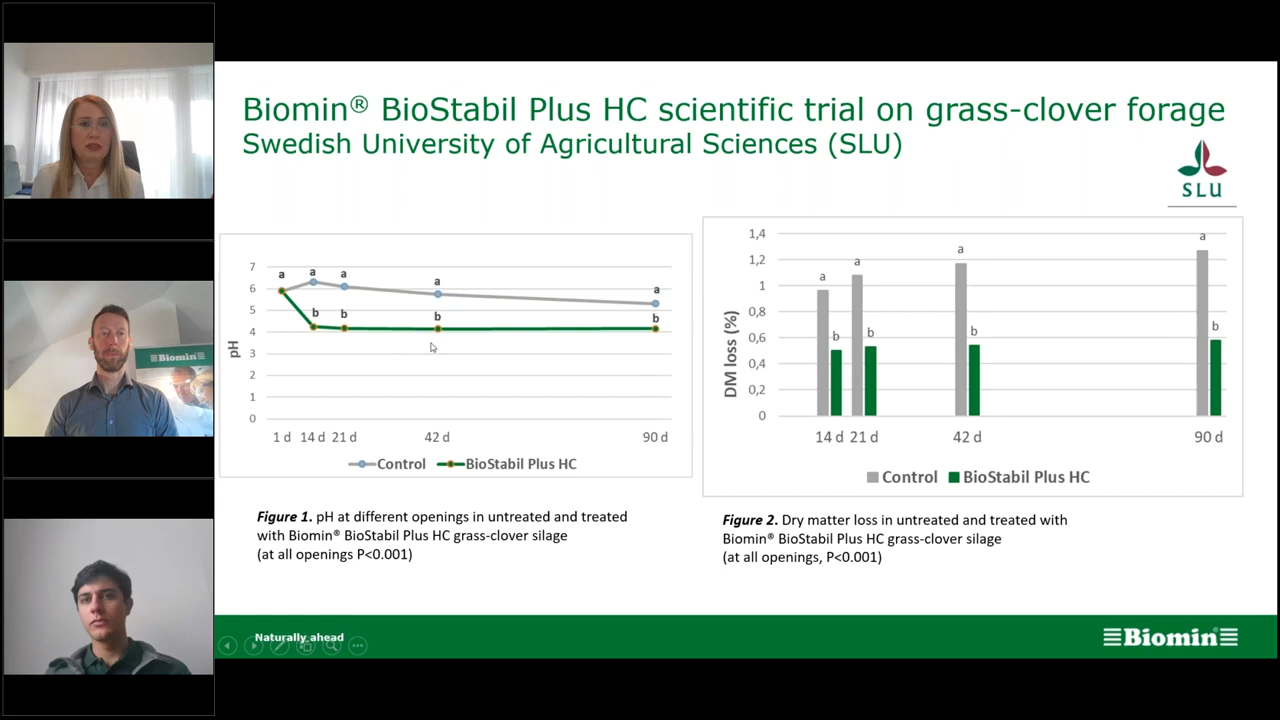 Biomin® BioStabil Plus HC scientific trial on grass-clover forage
Swedish University of Agricultural Sciences (SLU)
SLU
≡Biomin≡
7
6
5
4
3
2
1
0
pH
a
a
a
a
a
b
b
b
b
1 d
14 d
21 d
42 d
90 d
Control
BioStabil Plus HC
Figure 1. pH at different openings in untreated and treated
with Biomin® BioStabil Plus HC grass-clover silage
(at all openings P<0.001)
1,4
1,2
1
0,8
0,6
0,4
0,2
0
DM loss (%)
a
b
a
b
a
b
a
b
14 d
21 d
42 d
90 d
Control
BioStabil Plus HC
Figure 2. Dry matter loss in untreated and treated with
Biomin® BioStabil Plus HC grass-clover silage
(at all openings, P<0.001)
Naturally ahead
≡Biomin®≡